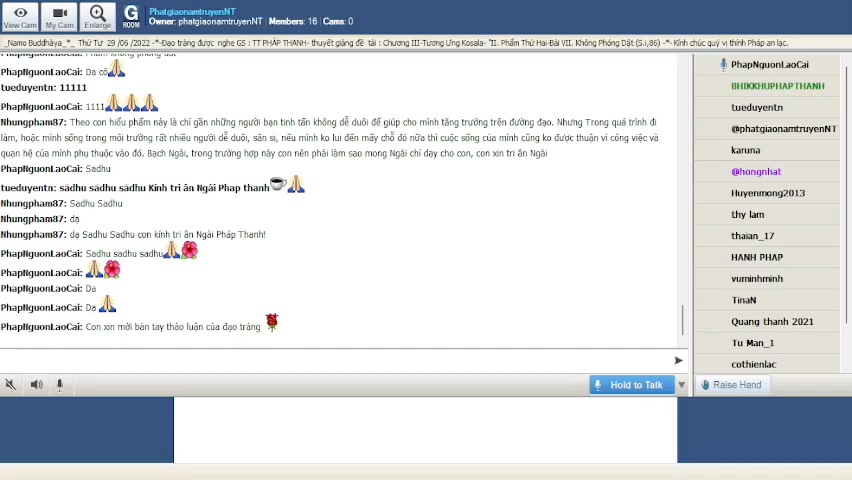 View Cam
My Cam
Enlarge
G
ROOM
PhatgiaonamtruyenNT
Owner: phatgiaonamtruyenNT | Members: 16 | Cams: 0
_Namo Buddhàya_*_ Thứ Tư 29 /06 /2022 -*-Đạo tràng được nghe GS : TT PHÁP THANH- thuyết giảng đề tài : Chương III-Tương Ưng Kosala- "II. Phẩm Thứ Hai-Đài VII. Không Phóng Dật (S.i,86) -*- Kính chúc quý vị thính Pháp an lạc.
PhapNguonLaoCai: Da cô
tueduyentn: 11111
PhapNguonLaoCai: 1111
Nhungpham87: Theo con hiểu phẩm này là chỉ gần những người bạn tinh tấn không dễ duôi để giúp cho mình tăng trưởng trên đường đạo. Nhưng Trong quá trình đi
làm, hoặc mình sống trong môi trường rất nhiều người dễ duôi, sân si, nếu mình ko lui đến mấy chỗ đó nữa thì cuộc sống của mình cũng ko được thuận vì công việc và
quan hệ của mình phụ thuộc vào đó. Bạch Ngài, trong trường hợp này con nên phải làm sao mong Ngài chỉ dạy cho con, con xin tri ân Ngài
PhapNguonLaoCai: Sadhu
tueduyentn: sādhu sādhu sādhu Kính tri ân Ngài Phap thanh
Nhungpham87: Sadhu Sadhu
Nhungpham87: dạ
Nhungpham87: dạ Sadhu Sadhu con kính tri ân Ngài Pháp Thanh!
PhapNguonLaoCai: Sadhu sadhu sadhu
PhapNguonLaoCai:
PhapNguonLaoCai: Da
PhapNguonLaoCai: Da
PhapNguonLaoCai: Con xin mời bàn tay thảo luận của đạo tràng
Hold to Talk
PhapNguonLaoCai
BHIKKHUPHAPTHANH
tueduyentn
@phatgiaonamtruyenNT
karuna
@hongnhat
Huyenmong2013
thy lam
thaian_17
HANH PHAP
vuminhminh
TinaN
Quang thanh 2021
Tu Man_1
cothienlac
Raise Hand